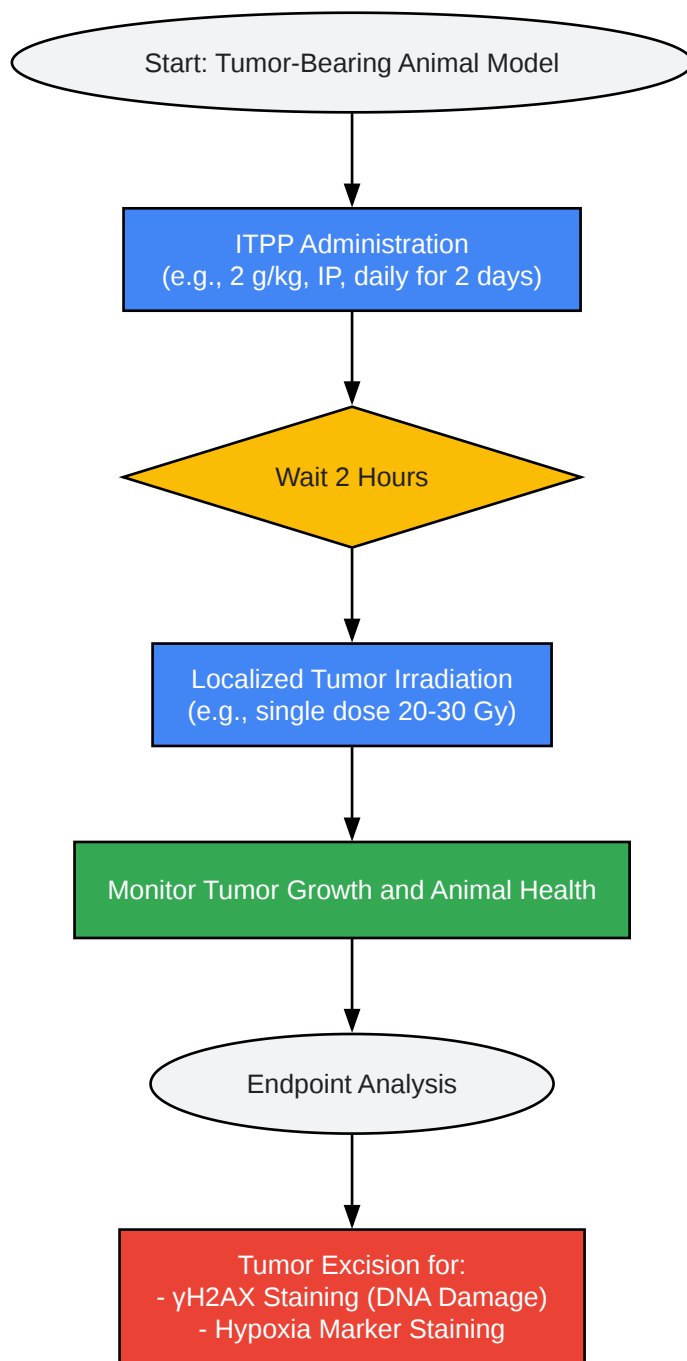 Start: Tumor-Bearing Animal Model
ITPP Administration
(e.g., 2 g/kg, IP, daily for 2 days)
Wait 2 Hours
Localized Tumor Irradiation
(e.g., single dose 20-30 Gy)
Monitor Tumor Growth and Animal Health
Endpoint Analysis
Tumor Excision for:
- γH2AX Staining (DNA Damage)
- Hypoxia Marker Staining